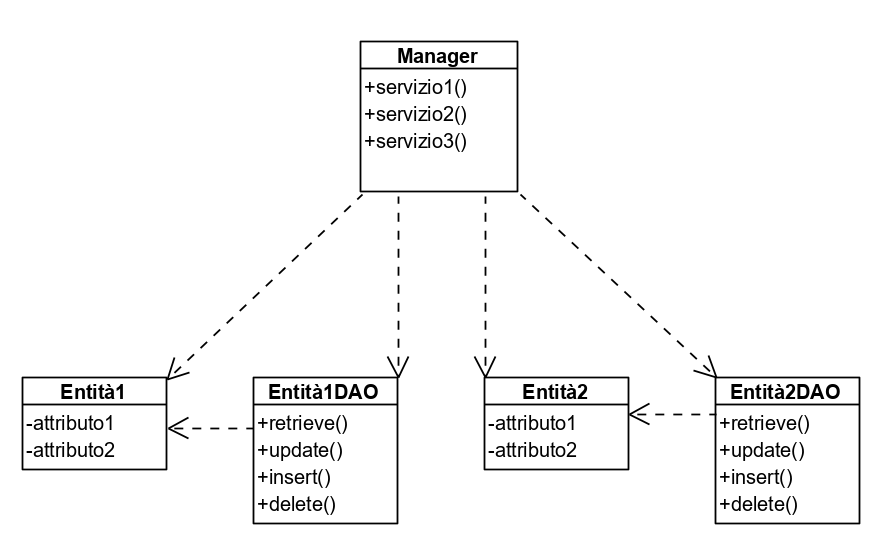 Manager
+servizio1()
+servizio2()
+servizio3()
Entità1
-attributo1
-attributo2
Entità1DAO
+retrieve()
+update()
+insert()
+delete()
Entità2
-attributo1
-attributo2
Entità2DAO
+retrieve()
+update()
+insert()
+delete()